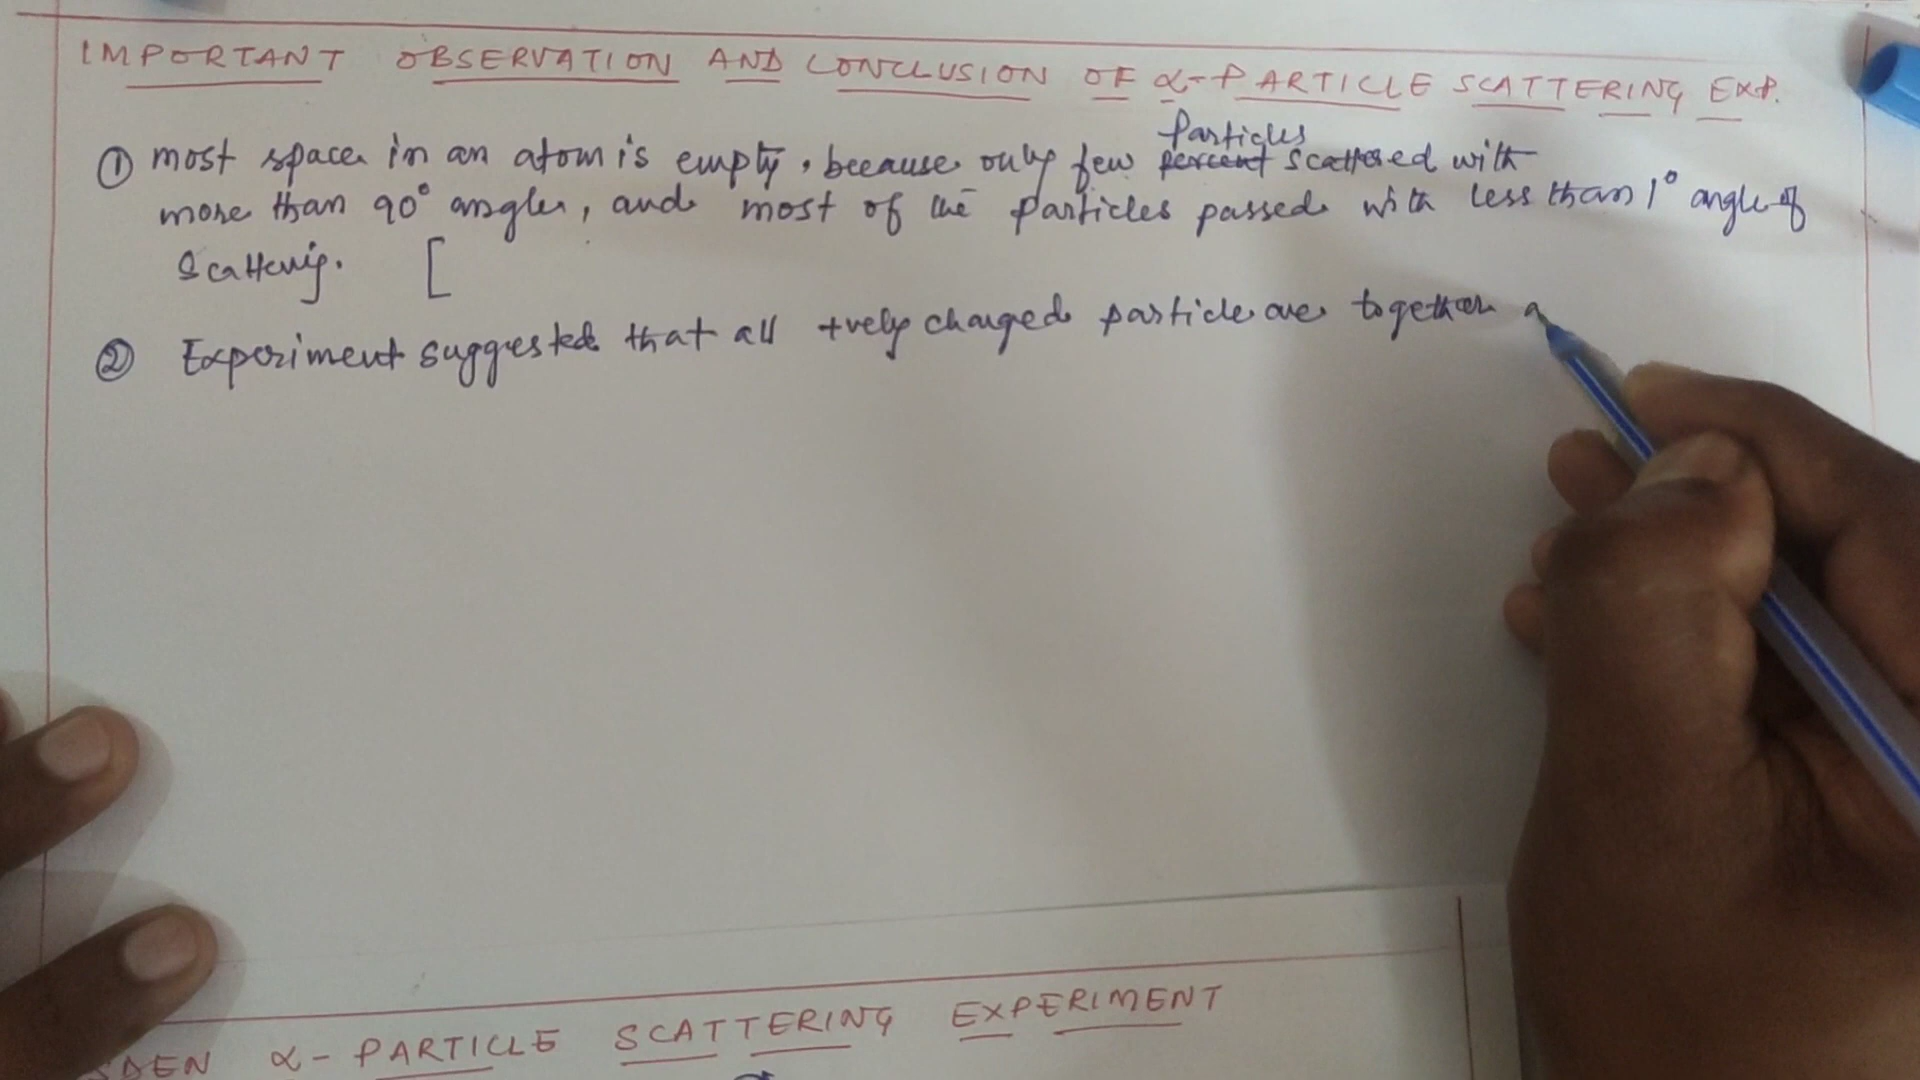 IMPORTANT OBSERVATION AND CONCLUSION OF α-PARTICLE SCATTERING EXP.
① most space in an atom is empty, because only few percent particles scattered with
more than 90° angle, and most of the particles passed with less than 1° angle of
scattering. [
② Experiment suggested that all +vely charged particle are together a
DEN α- PARTICLE SCATTERING EXPERIMENT